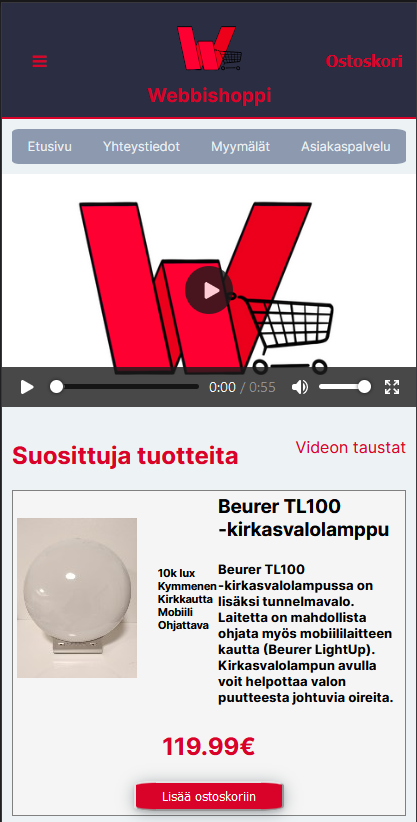 Ostoskori
Webbishoppi
Etusivu Yhteystiedot Myymälät Asiakaspalvelu
0:00 / 0:55
Suosittuja tuotteita
Videon taustat
10k lux
Kymmenen
Kirkkautta
Mobiili
Ohjattava
Beurer TL100
-kirkasvalolamppu
Beurer TL100
-kirkasvalolampussa on
lisäksi tunnelmavalo.
Laitetta on mahdollista
ohjata myös mobiililaitteen
kautta (Beurer LightUp).
Kirkasvalolampun avulla
voit helpottaa valon
puutteesta johtuvia oireita.
119.99€
Lisää ostoskoriin